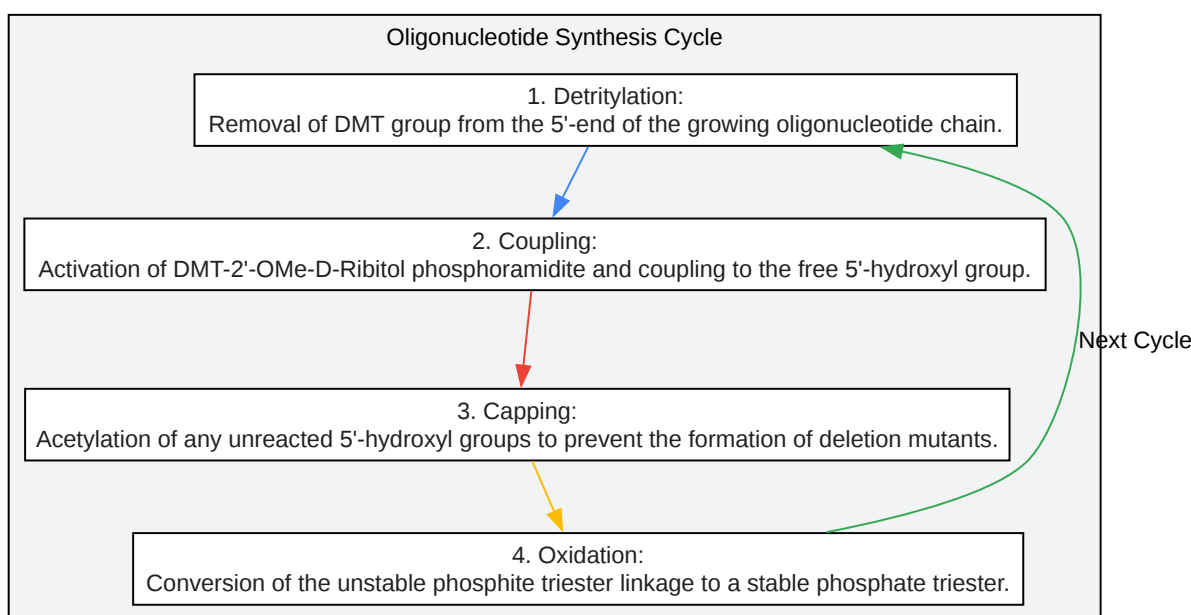 Oligonucleotide Synthesis Cycle
1. Detritylation:
Removal of DMT group from the 5'-end of the growing oligonucleotide chain.
2. Coupling:
Activation of DMT-2'-OMe-D-Ribitol phosphoramidite and coupling to the free 5'-hydroxyl group.
Next Cycle
3. Capping:
Acetylation of any unreacted 5'-hydroxyl groups to prevent the formation of deletion mutants.
4. Oxidation:
Conversion of the unstable phosphite triester linkage to a stable phosphate triester.